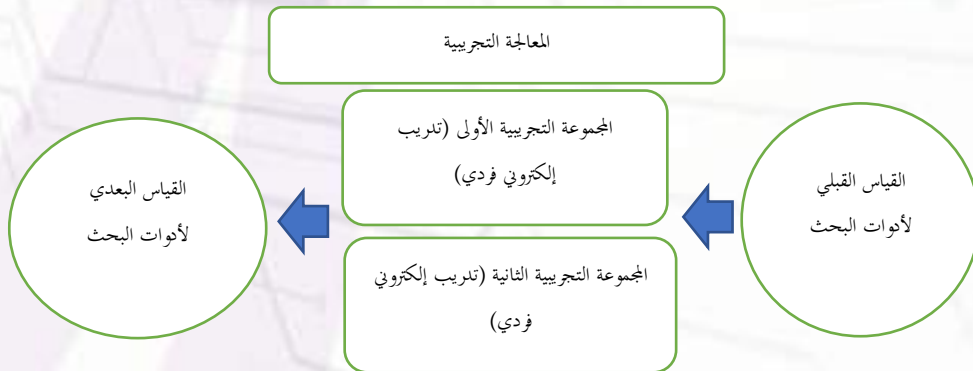 المعالجة التجريبية
القياس القبلي
لأدوات البحث
المجموعة التجريبية الأولى (تدريب
إلكتروني فردي)
المجموعة التجريبية الثانية (تدريب إلكتروني
فردي)
القياس البعدي
لأدوات البحث